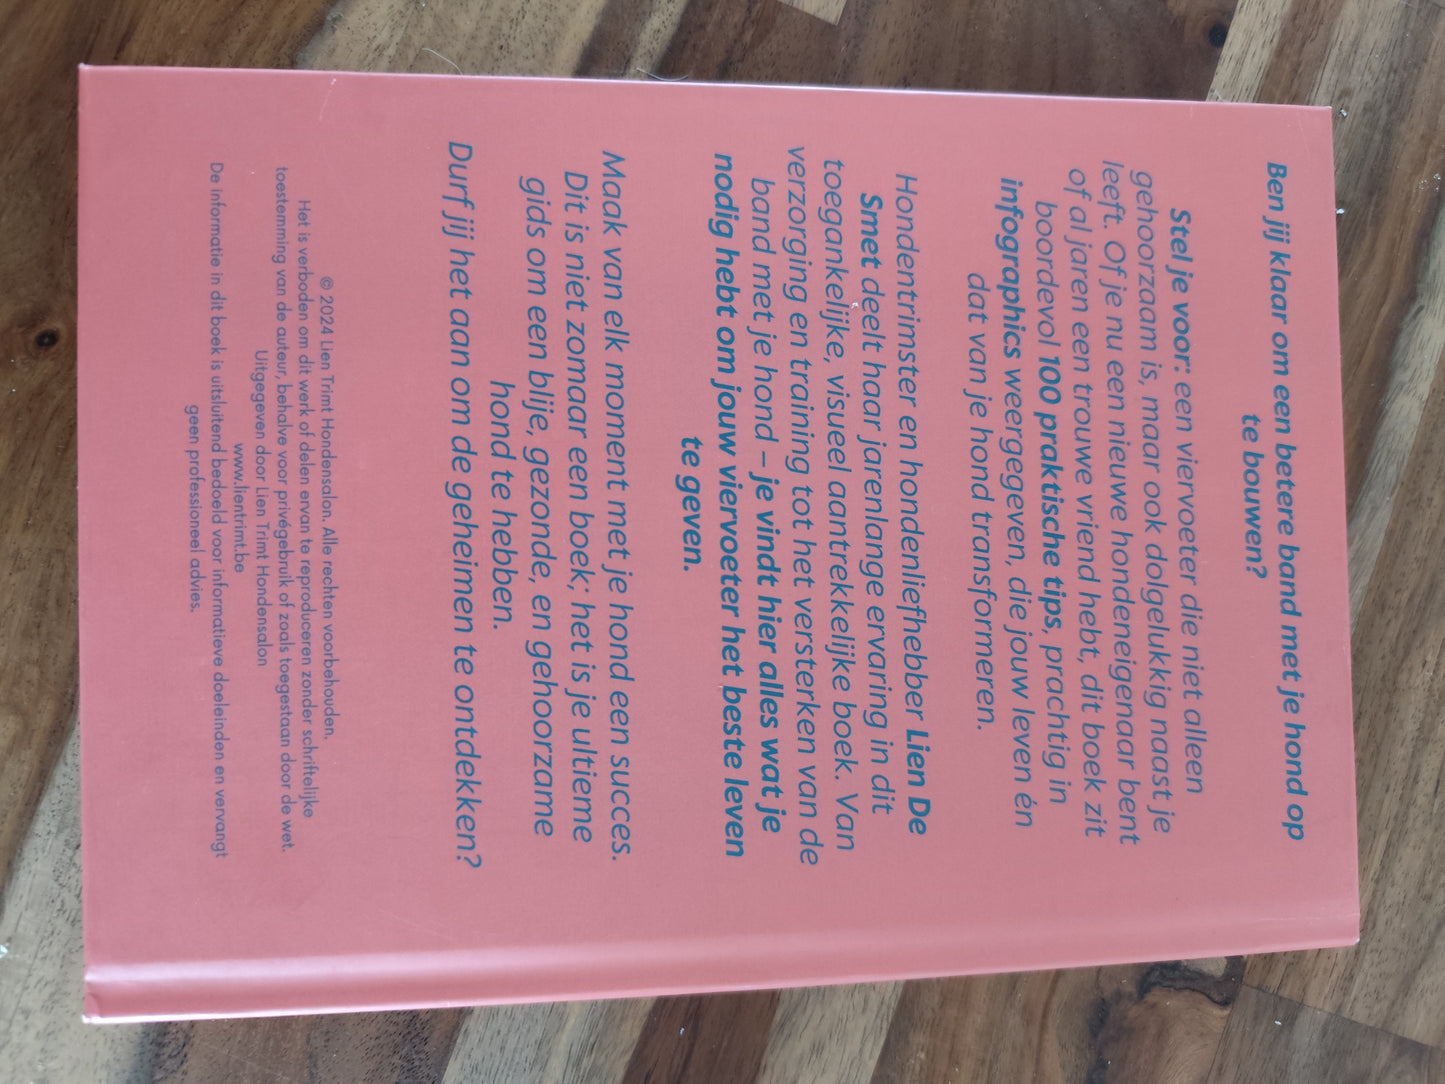 Ben jij klaar om een betere band met je hond op
te bouwen?
Stel je voor: een viervoeter die niet alleen
gehoorzaam is, maar ook dolgelukkig naast je
leeft. Of je nu een nieuwe hondeneigenaar bent
of al jaren een trouwe vriend hebt, dit boek zit
boordevol 100 praktische tips, prachtig in
infographics weergegeven, die jouw leven én
dat van je hond transformeren.
Hondentrimster en hondenliefhebber Lien De
Smet deelt haar jarenlange ervaring in dit
toegankelijke, visueel aantrekkelijke boek. Van
verzorging en training tot het versterken van de
band met je hond – je vindt hier alles wat je
nodig hebt om jouw viervoeter het beste leven
te geven.
Maak van elk moment met je hond een succes.
Dit is niet zomaar een boek; het is je ultieme
gids om een blije, gezonde, en gehoorzame
hond te hebben.
Durf jij het aan om de geheimen te ontdekken?
© 2024 Lien Trimt Hondensalon. Alle rechten voorbehouden.
Het is verboden om dit werk of delen ervan te reproduceren zonder schriftelijke
toestemming van de auteur, behalve voor privégebruik of zoals toegestaan door de wet.
Uitgegeven door Lien Trimt Hondensalon
www.lientrimt.be
De informatie in dit boek is uitsluitend bedoeld voor informatieve doeleinden en vervangt
geen professioneel advies.